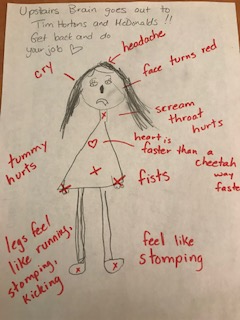 Upstairs Brain goes out to
Tim Hortons and McDonalds !!
Get back and do
your job ♡
headache
cry
face turns red
scream
throat
hurts
heart is
faster than a
cheetah
way
faster
tummy
hurts
fists
legs feel
like running,
stomping,
kicking
feel like
stomping